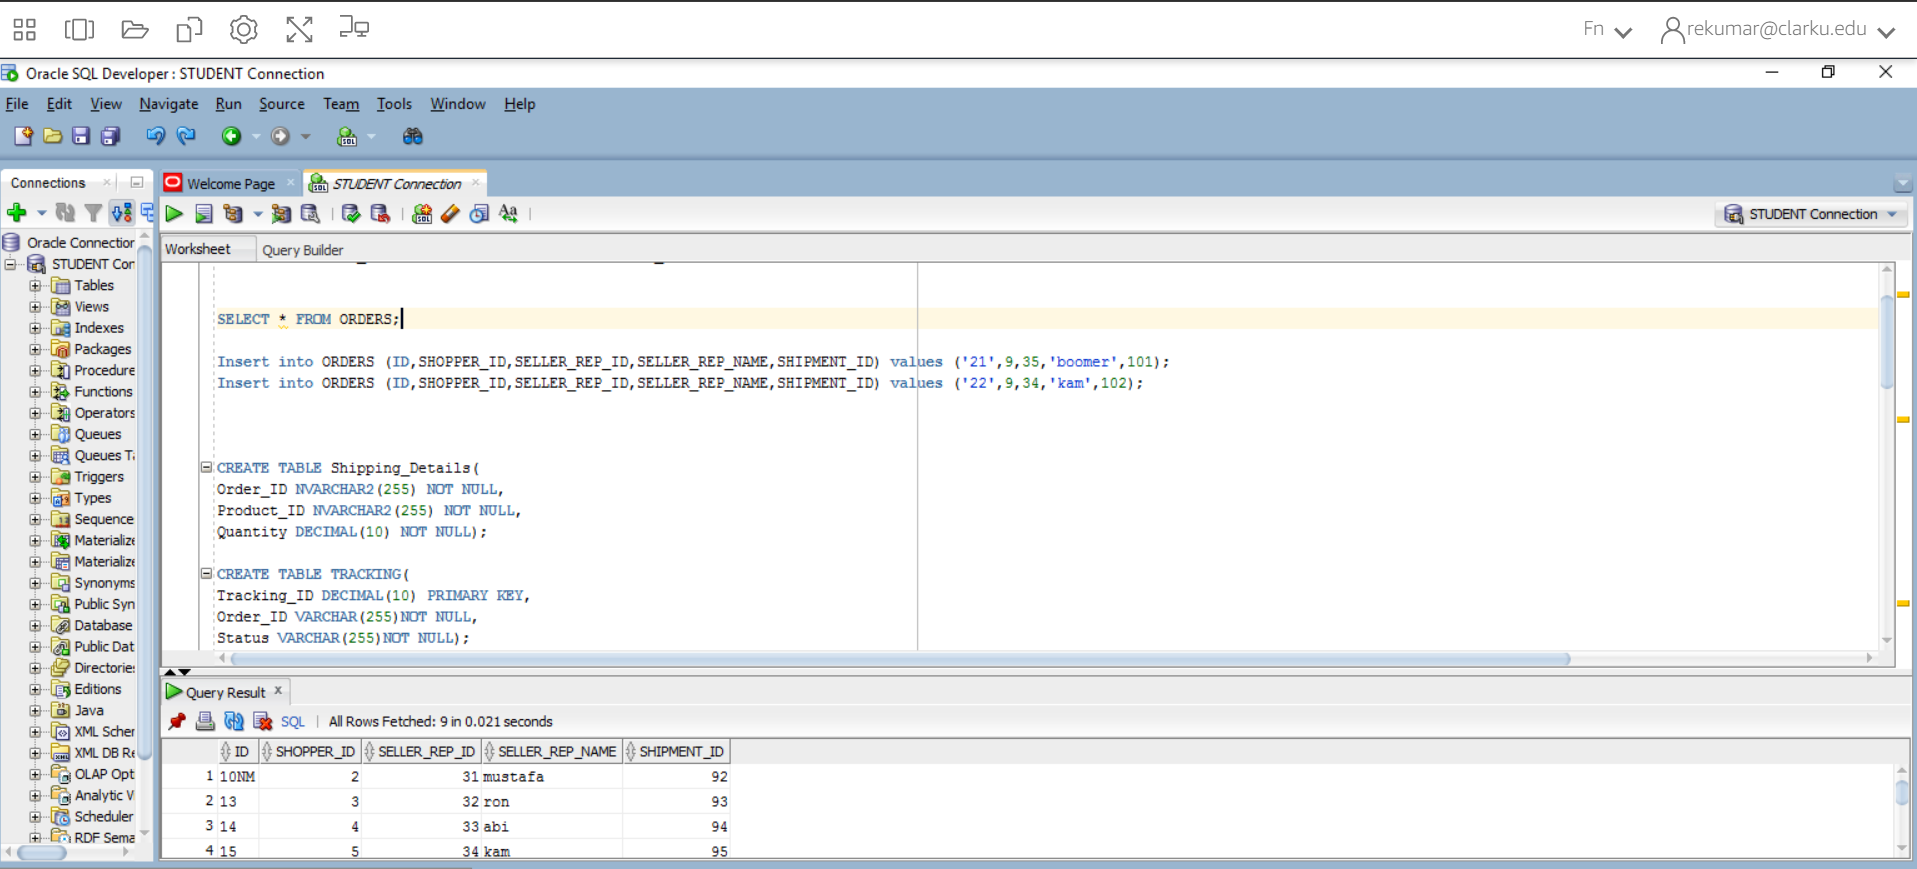 Fn
rekumar@clarku.edu
Oracle SQL Developer : STUDENT Connection
File Edit View Navigate Run Source Team Tools Window Help
Connections
Welcome Page
STUDENT Connection
STUDENT Connection
Worksheet
Query Builder
Oracle Connection
STUDENT Con
Tables
Views
Indexes
Packages
Procedure
Functions
Operators
Queues
Queues Ta
Triggers
Types
Sequence
Materialize
Materialize
Synonyms
Public Syn
Database
Public Dat
Directories
Editions
Java
XML Scher
XML DB Re
OLAP Opt
Analytic V
Scheduler
RDF Sema
SELECT * FROM ORDERS;
Insert into ORDERS (ID,SHOPPER_ID,SELLER_REP_ID,SELLER_REP_NAME,SHIPMENT_ID) values ('21',9,35,'boomer',101);
Insert into ORDERS (ID,SHOPPER_ID,SELLER_REP_ID,SELLER_REP_NAME,SHIPMENT_ID) values ('22',9,34,'kam',102);
CREATE TABLE Shipping_Details(
Order_ID NVARCHAR2(255) NOT NULL,
Product_ID NVARCHAR2(255) NOT NULL,
Quantity DECIMAL(10) NOT NULL);
CREATE TABLE TRACKING(
Tracking_ID DECIMAL(10) PRIMARY KEY,
Order_ID VARCHAR(255)NOT NULL,
Status VARCHAR(255)NOT NULL);
Query Result
SQL | All Rows Fetched: 9 in 0.021 seconds
ID SHOPPER_ID SELLER_REP_ID SELLER_REP_NAME SHIPMENT_ID
1 10NM 2 31 mustafa 92
2 13 3 32 ron 93
3 14 4 33 abi 94
4 15 5 34 kam 95